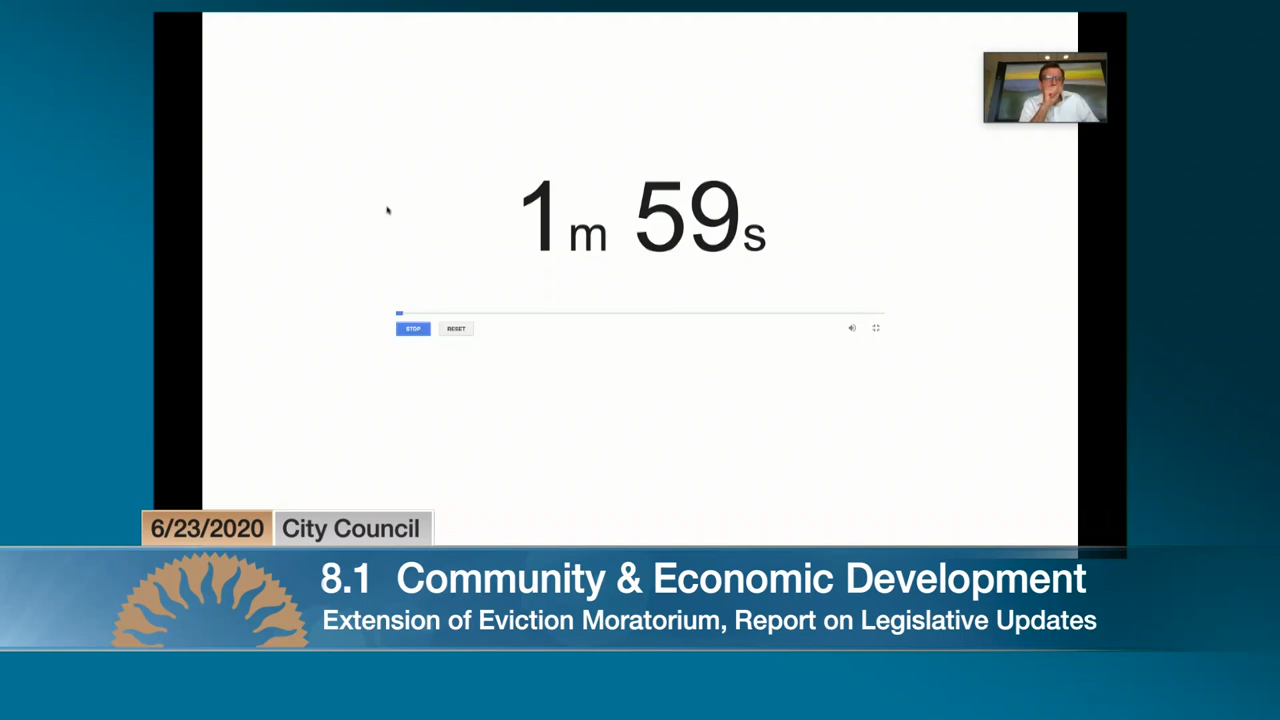 1m 59s
STOP
RESET
6/23/2020 City Council
8.1 Community & Economic Development
Extension of Eviction Moratorium, Report on Legislative Updates